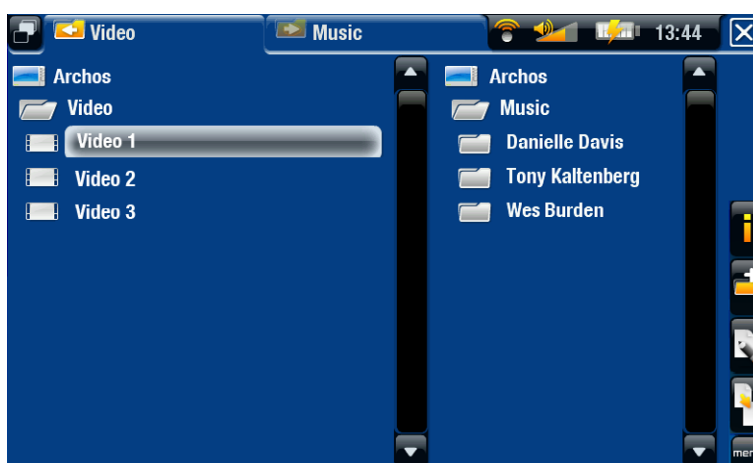 Video
Music
13:44
Archos
Video
Video 1
Video 2
Video 3
Archos
Music
Danielle Davis
Tony Kaltenberg
Wes Burden